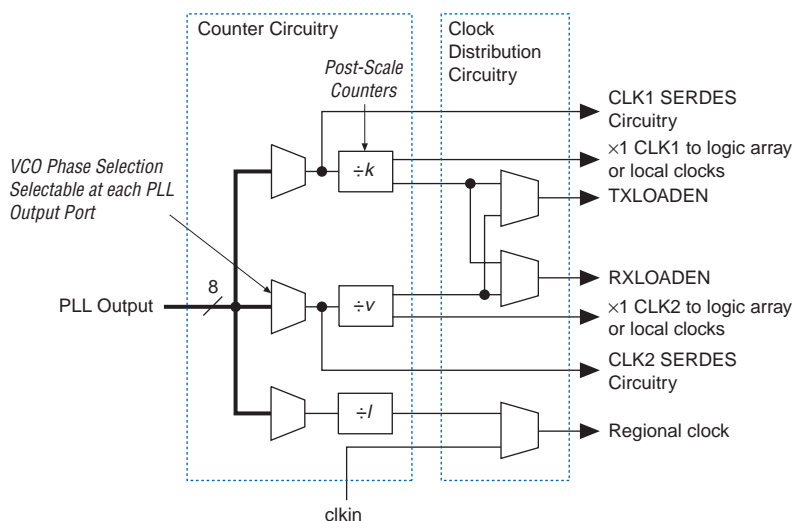 Counter Circuitry
Clock
Distribution
Circuitry
Post-Scale
Counters
CLK1 SERDES
Circuitry
×1 CLK1 to logic array
or local clocks
TXLOADEN
VCO Phase Selection
Selectable at each PLL
Output Port
÷k
8
PLL Output
÷v
RXLOADEN
×1 CLK2 to logic array
or local clocks
CLK2 SERDES
Circuitry
÷l
Regional clock
clkin